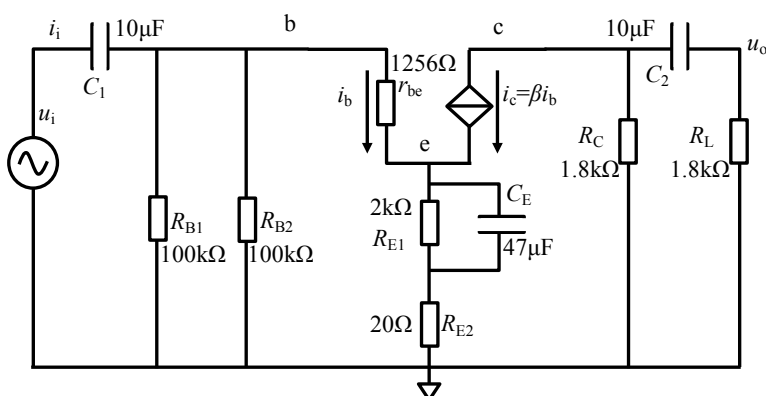 i_i
10μF
C_1
u_i
b
1256Ω
r_be
i_b
e
c
i_c=βi_b
10μF
C_2
u_o
R_B1
100kΩ
R_B2
100kΩ
2kΩ
R_E1
C_E
47μF
20Ω
R_E2
R_C
1.8kΩ
R_L
1.8kΩ